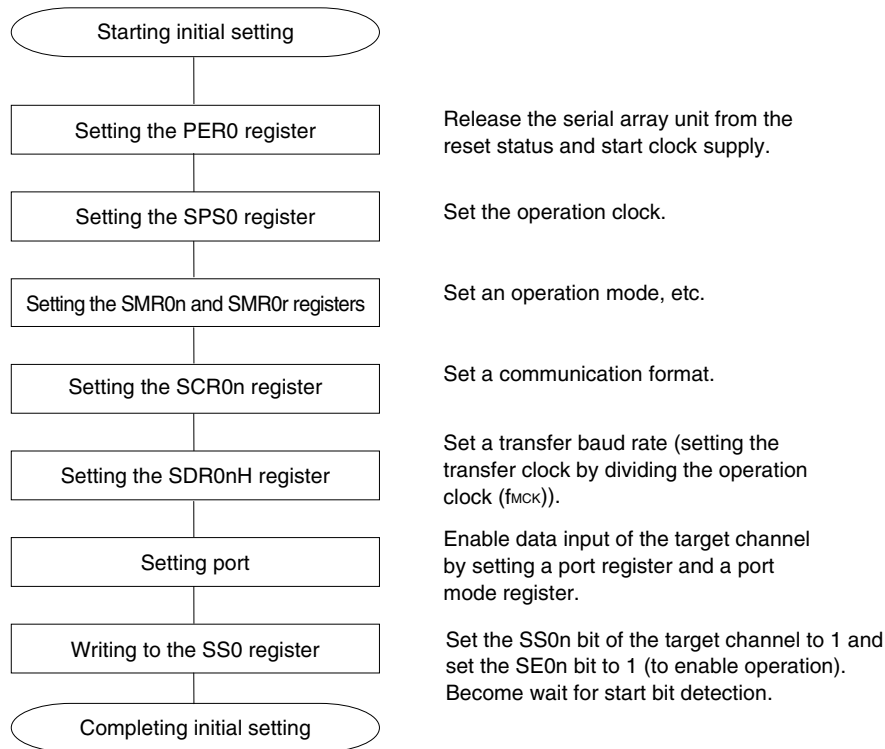 Starting initial setting
Setting the PER0 register
Release the serial array unit from the
reset status and start clock supply.
Setting the SPS0 register
Set the operation clock.
Setting the SMR0n and SMR0r registers
Set an operation mode, etc.
Setting the SCR0n register
Set a communication format.
Setting the SDR0nH register
Set a transfer baud rate (setting the
transfer clock by dividing the operation
clock (fMCK)).
Setting port
Enable data input of the target channel
by setting a port register and a port
mode register.
Writing to the SS0 register
Set the SS0n bit of the target channel to 1 and
set the SE0n bit to 1 (to enable operation).
Become wait for start bit detection.
Completing initial setting